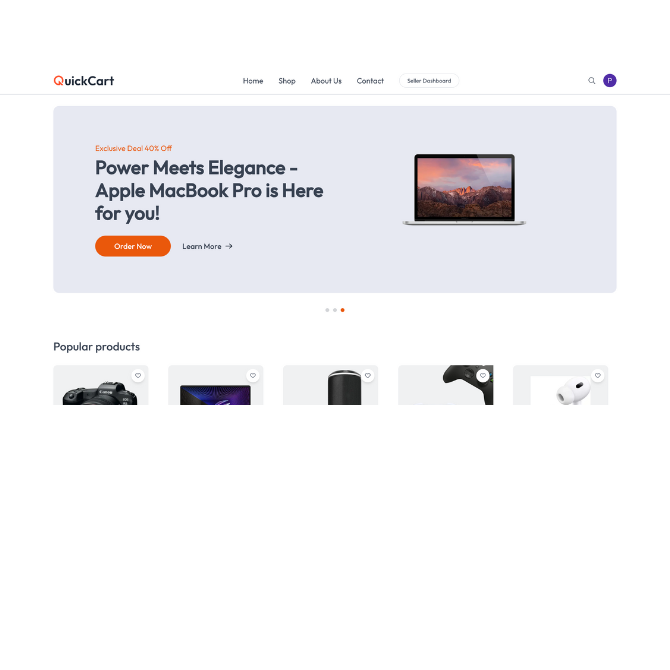 QuickCart
Home
Shop
About Us
Contact
Seller Dashboard
P
Exclusive Deal 40% Off
Power Meets Elegance -
Apple MacBook Pro is Here
for you!
Order Now
Learn More
Popular products
Canon